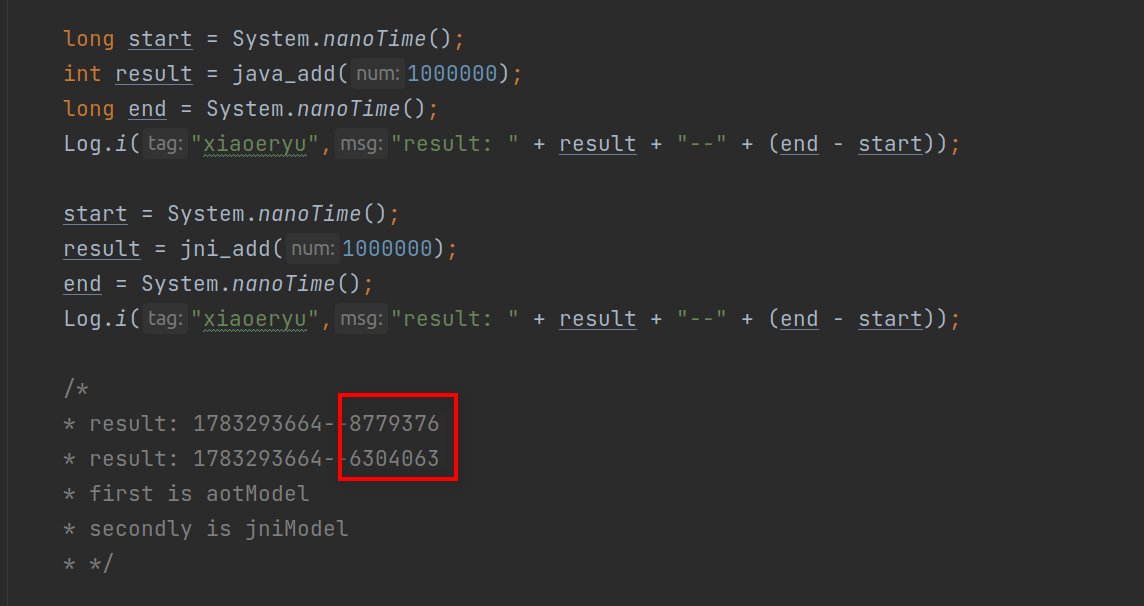 long start = System.nanoTime();
int result = java_add( num: 1000000);
long end = System.nanoTime();
Log.i( tag: "xiaoeryu", msg: "result: " + result + "--" + (end - start));
start = System.nanoTime();
result = jni_add( num: 1000000);
end = System.nanoTime();
Log.i( tag: "xiaoeryu", msg: "result: " + result + "--" + (end - start));
/*
* result: 1783293664--8779376
* result: 1783293664--6304063
* first is aotModel
* secondly is jniModel
* */